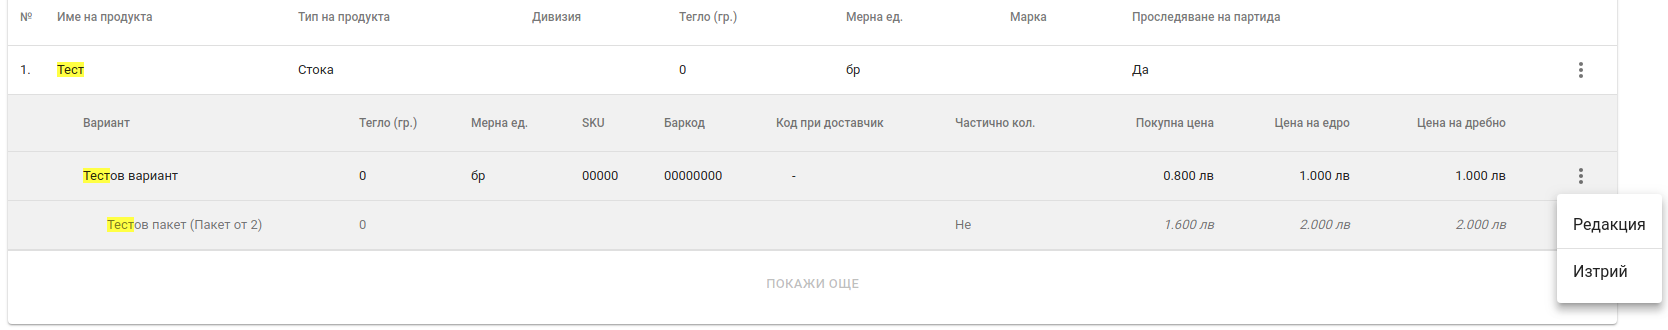 № Име на продукта Тип на продукта Дивизия Тегло (гр.) Мерна ед. Марка Проследяване на партида
1. Тест Стока 0 бр Да
Вариант Тегло (гр.) Мерна ед. SKU Баркод Код при доставчик Частично кол. Покупна цена Цена на едро Цена на дребно
Тестов вариант 0 бр 00000 00000000 - 0.800 лв 1.000 лв 1.000 лв
Тестов пакет (Пакет от 2) 0 Не 1.600 лв 2.000 лв 2.000 лв
Редакция
Изтрий
ПОКАЖИ ОЩЕ